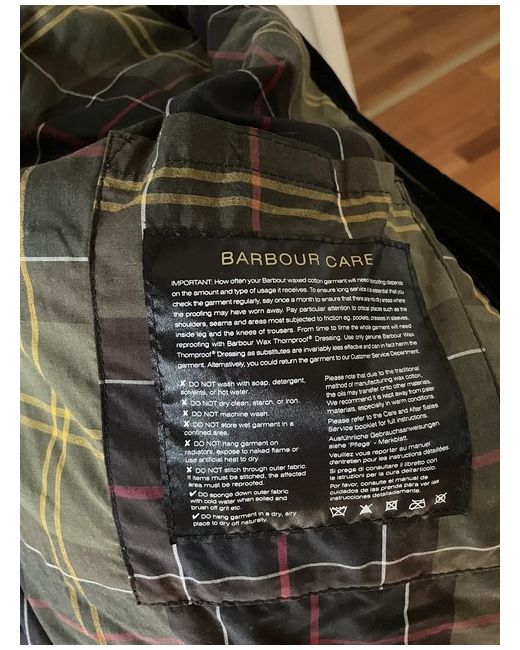 BARBOUR CARE
IMPORTANT: How often your Barbour waxed cotton garment will need reproofing depends
on the amount and type of usage it receives. To ensure long service it is essential that you
check the garment regularly, say once a month to ensure that there are no dry areas where
the proofing may have worn away. Pay particular attention to critical places such as the
shoulders, seams and areas most subjected to friction eg. pockets, creases in sleeves,
inside leg and the knees of trousers. From time to time the whole garment will need
reproofing with Barbour Wax Thornproof® Dressing. Use only genuine Barbour Wax
Thornproof® Dressing as substitutes are invariably less effective and can in fact harm the
garment. Alternatively, you could return the garment to our Customer Service Department.
✘ DO NOT wash with soap, detergent,
solvents, or hot water.
✘ DO NOT dry clean, starch, or iron.
✘ DO NOT machine wash.
✘ DO NOT store wet garment in a
confined area.
✘ DO NOT hang garment on
radiators, expose to naked flame or
use artificial heat to dry.
✘ DO NOT stitch through outer fabric.
If items must be stitched, the affected
area must be reproofed.
✔ DO sponge down outer fabric
with cold water when soiled and
brush off grit etc.
✔ DO hang garment in a dry, airy
place to dry off naturally.
Please note that due to the traditional
method of manufacturing wax cotton,
the oils may transfer onto other materials.
We recommend it is kept away from paler
materials, especially in warm conditions.
Please refer to the Care and After Sales
Service booklet for full instructions.
Ausführliche Gebrauchsanweisungen
siehe "Pflege" - Merkblatt.
Veuillez vous reporter au manuel
d'entretien pour les instructions détaillées
Si prega di consultare il libretto con
le istruzioni per la cura dell'articolo.
Por favor, consulte el manual de
cuidados de las prendas para ver las
instrucciones detalladamente.